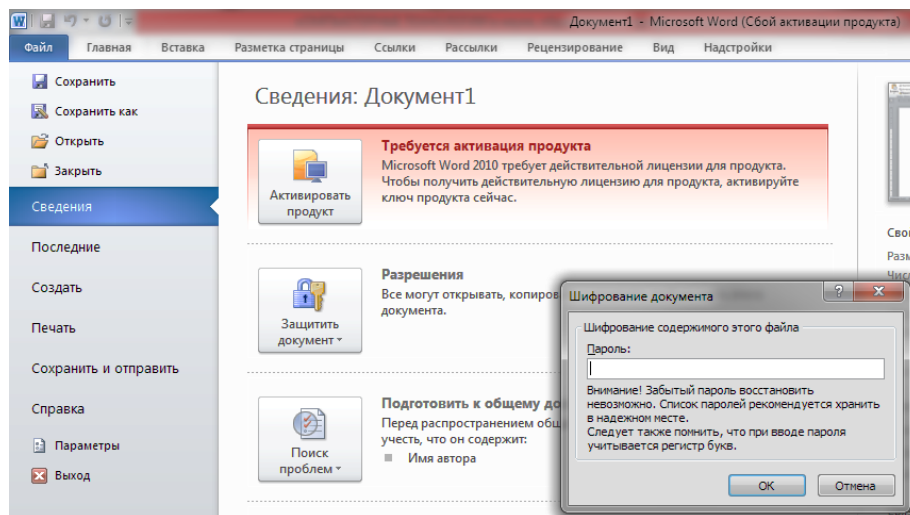 Документ1 - Microsoft Word (Сбой активации продукта)
Файл Главная Вставка Разметка страницы Ссылки Рассылки Рецензирование Вид Надстройки
Сохранить
Сохранить как
Открыть
Закрыть
Сведения
Последние
Создать
Печать
Сохранить и отправить
Справка
Параметры
Выход
Сведения: Документ1
Активировать
продукт
Требуется активация продукта
Microsoft Word 2010 требует действительной лицензии для продукта.
Чтобы получить действительную лицензию для продукта, активируйте
ключ продукта сейчас.
Защитить
документ
Разрешения
Все могут открывать, копиров
документа.
Поиск
проблем
Подготовить к общему до
Перед распространением общ
учесть, что он содержит:
Имя автора
Сво
Разм
Чис
Шифрование документа
Шифрование содержимого этого файла
Пароль:
Внимание! Забытый пароль восстановить
невозможно. Список паролей рекомендуется хранить
в надежном месте.
Следует также помнить, что при вводе пароля
учитывается регистр букв.
ОК Отмена